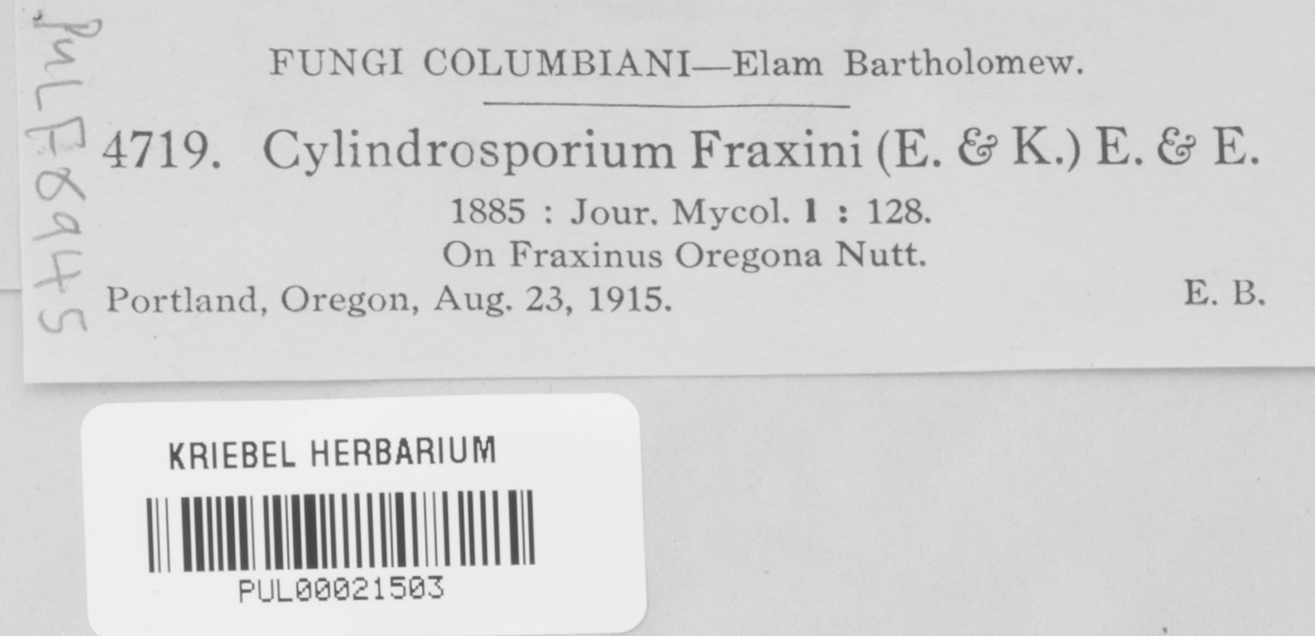 PUL F8945
FUNGI COLUMBIANI—Elam Bartholomew.
4719. Cylindrosporium Fraxini (E. & K.) E. & E.
1885 : Jour. Mycol. 1 : 128.
On Fraxinus Oregona Nutt.
Portland, Oregon, Aug. 23, 1915. E. B.
KRIEBEL HERBARIUM
PUL00021503